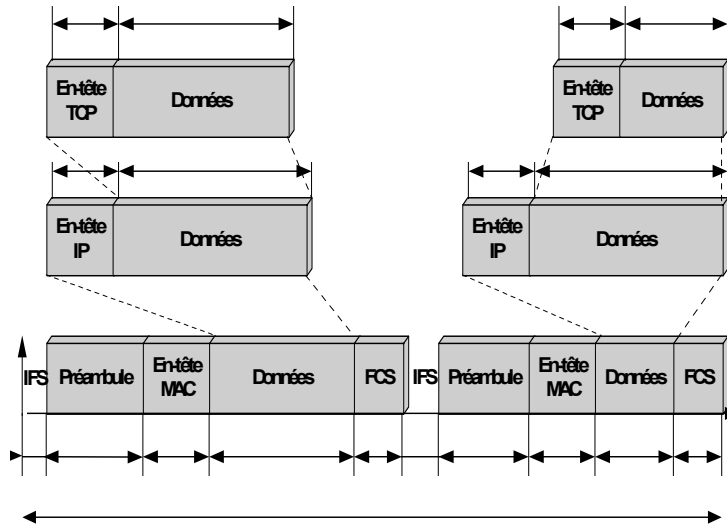 En-tête
TCP
Données
En-tête
TCP
Données
En-tête
IP
Données
En-tête
IP
Données
IFS
Préambule
En-tête
MAC
Données
FCS
IFS
Préambule
En-tête
MAC
Données
FCS